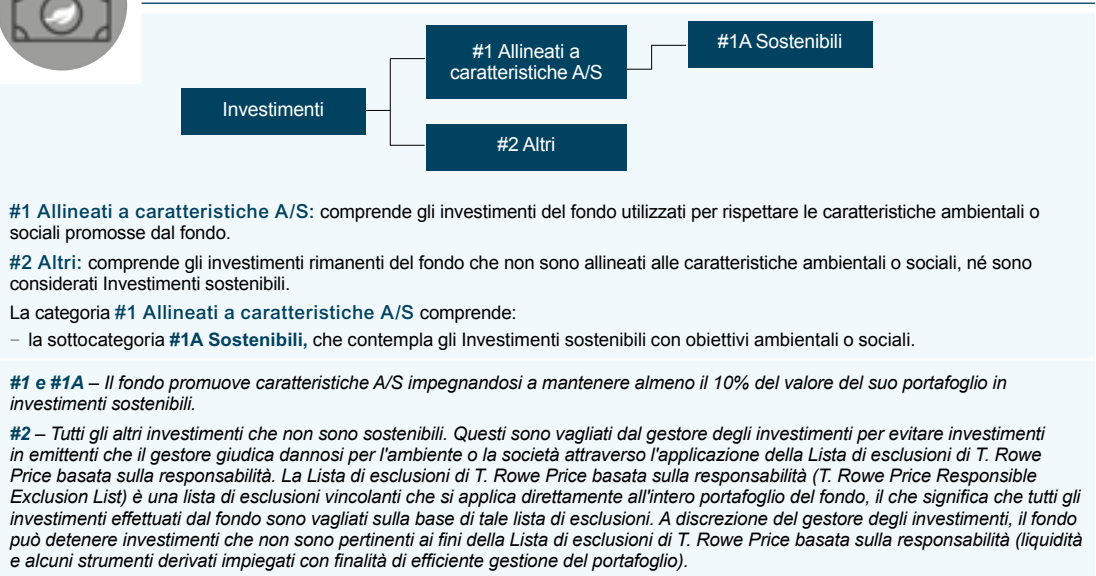 #1 Allineati a
caratteristiche A/S
#1A Sostenibili
Investimenti
#2 Altri
#1 Allineati a caratteristiche A/S: comprende gli investimenti del fondo utilizzati per rispettare le caratteristiche ambientali o
sociali promosse dal fondo.
#2 Altri: comprende gli investimenti rimanenti del fondo che non sono allineati alle caratteristiche ambientali o sociali, né sono
considerati Investimenti sostenibili.
La categoria #1 Allineati a caratteristiche A/S comprende:
− la sottocategoria #1A Sostenibili, che contempla gli Investimenti sostenibili con obiettivi ambientali o sociali.
#1 e #1A – Il fondo promuove caratteristiche A/S impegnandosi a mantenere almeno il 10% del valore del suo portafoglio in
investimenti sostenibili.
#2 – Tutti gli altri investimenti che non sono sostenibili. Questi sono vagliati dal gestore degli investimenti per evitare investimenti
in emittenti che il gestore giudica dannosi per l'ambiente o la società attraverso l'applicazione della Lista di esclusioni di T. Rowe
Price basata sulla responsabilità. La Lista di esclusioni di T. Rowe Price basata sulla responsabilità (T. Rowe Price Responsible
Exclusion List) è una lista di esclusioni vincolanti che si applica direttamente all'intero portafoglio del fondo, il che significa che tutti gli
investimenti effettuati dal fondo sono vagliati sulla base di tale lista di esclusioni. A discrezione del gestore degli investimenti, il fondo
può detenere investimenti che non sono pertinenti ai fini della Lista di esclusioni di T. Rowe Price basata sulla responsabilità (liquidità
e alcuni strumenti derivati impiegati con finalità di efficiente gestione del portafoglio).